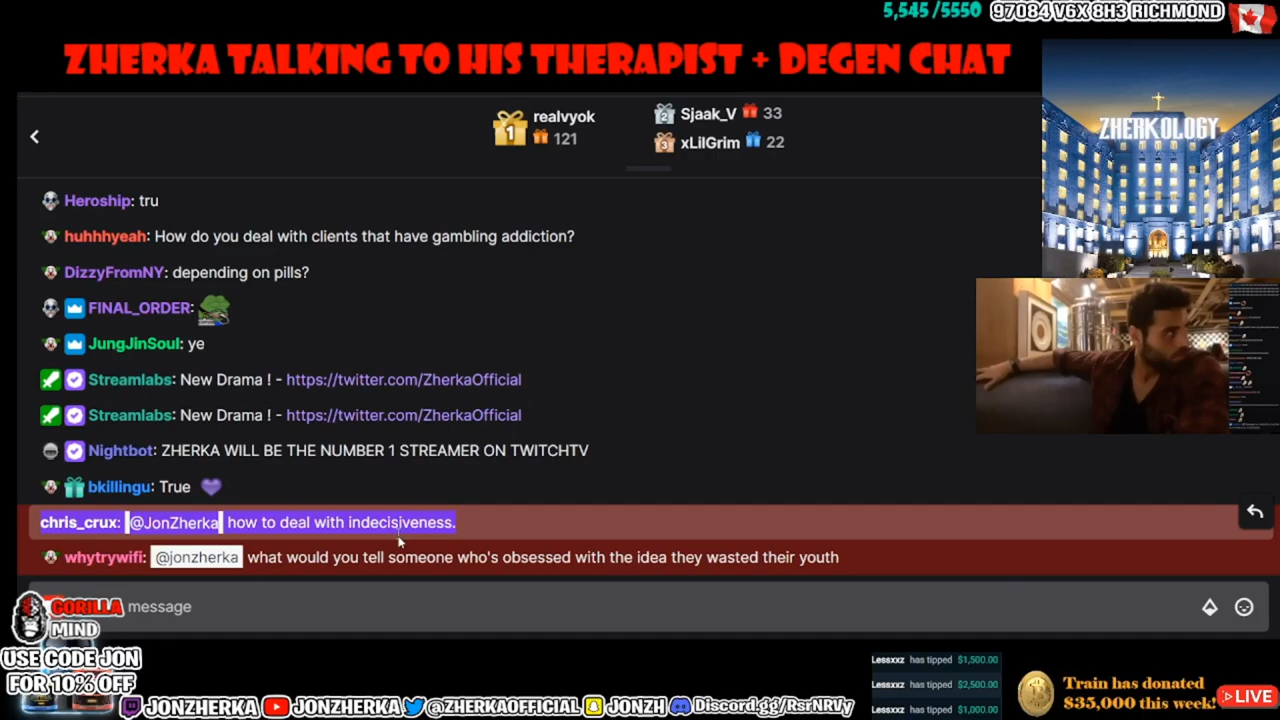 5,545 /5550
97084 V6X 8H3 RICHMOND
ZHERKA TALKING TO HIS THERAPIST + DEGEN CHAT
ZHERKOLOGY
1 realvyok
121
2 Sjaak_V 33
3 xLilGrim 22
Heroship: tru
huhhhyeah: How do you deal with clients that have gambling addiction?
DizzyFromNY: depending on pills?
FINAL_ORDER:
JungJinSoul: ye
Streamlabs: New Drama ! - https://twitter.com/ZherkaOfficial
Streamlabs: New Drama ! - https://twitter.com/ZherkaOfficial
Nightbot: ZHERKA WILL BE THE NUMBER 1 STREAMER ON TWITCHTV
bkillingu: True
chris_crux: @JonZherka how to deal with indecisiveness.
whytrywifi: @jonzherka what would you tell someone who's obsessed with the idea they wasted their youth
message
GORILLA
MIND
USE CODE JON
FOR 10% OFF
Lessxxz has tipped $1,500.00
Lessxxz has tipped $2,500.00
Lessxxz has tipped $1,000.00
Train has donated
$35,000 this week!
LIVE
JONZHERKA JONZHERKA @ZHERKAOFFICIAL JONZH Discord.gg/RsrNRVy